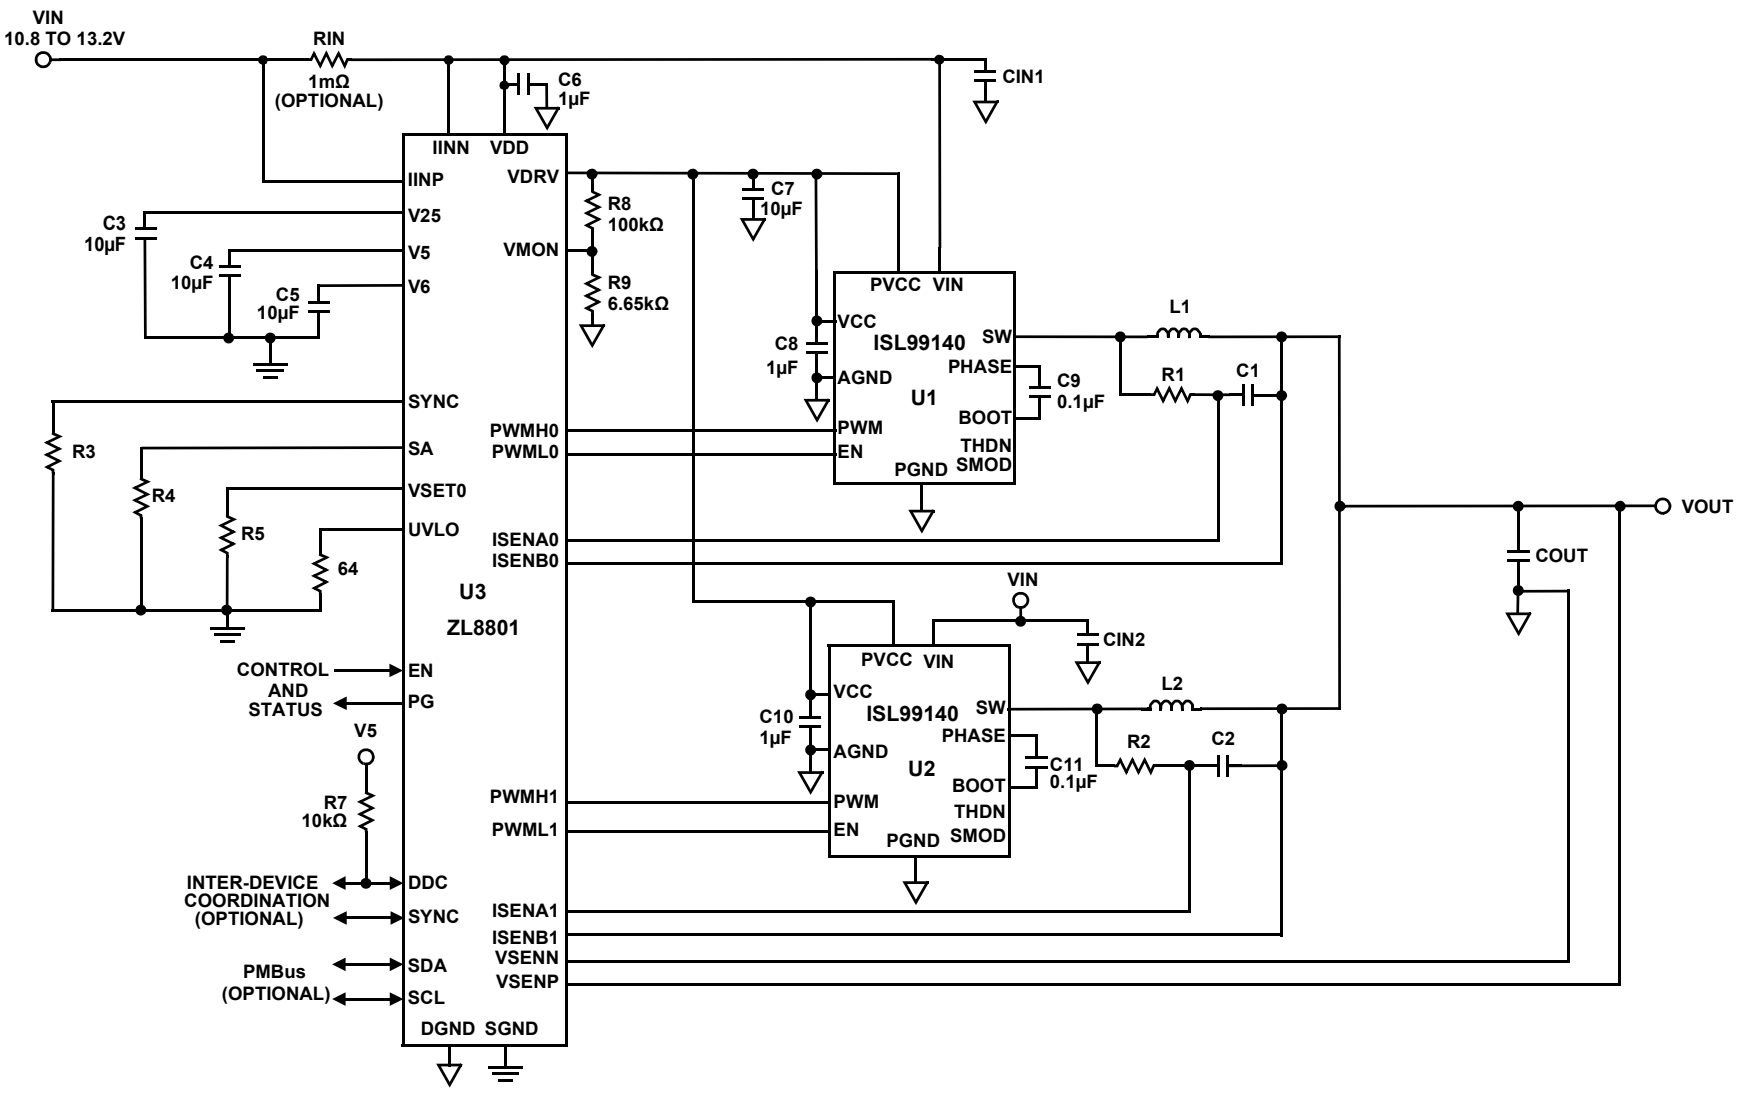 VIN
10.8 TO 13.2V
RIN
1mΩ
(OPTIONAL)
C6
1µF
CIN1
IINN VDD
IINP
VDRV
V25
V5
VMON
V6
C3
10µF
C4
10µF
C5
10µF
R8
100kΩ
R9
6.65kΩ
C7
10µF
PVCC VIN
VCC
ISL99140
SW
PHASE
AGND
U1
BOOT
PWM
THDN
EN
SMOD
PGND
C8
1µF
C9
0.1µF
L1
R1
C1
SYNC
SA
VSET0
UVLO
R3
R4
R5
64
PWMH0
PWML0
ISENA0
ISENB0
U3
ZL8801
VOUT
COUT
VIN
CIN2
PVCC VIN
VCC
ISL99140
SW
PHASE
AGND
U2
BOOT
PWM
THDN
EN
SMOD
PGND
C10
1µF
C11
0.1µF
L2
R2
C2
CONTROL
AND
STATUS
EN
PG
V5
R7
10kΩ
PWMH1
PWML1
INTER-DEVICE
COORDINATION
(OPTIONAL)
DDC
SYNC
ISENA1
ISENB1
VSENN
VSENP
PMBus
(OPTIONAL)
SDA
SCL
DGND SGND